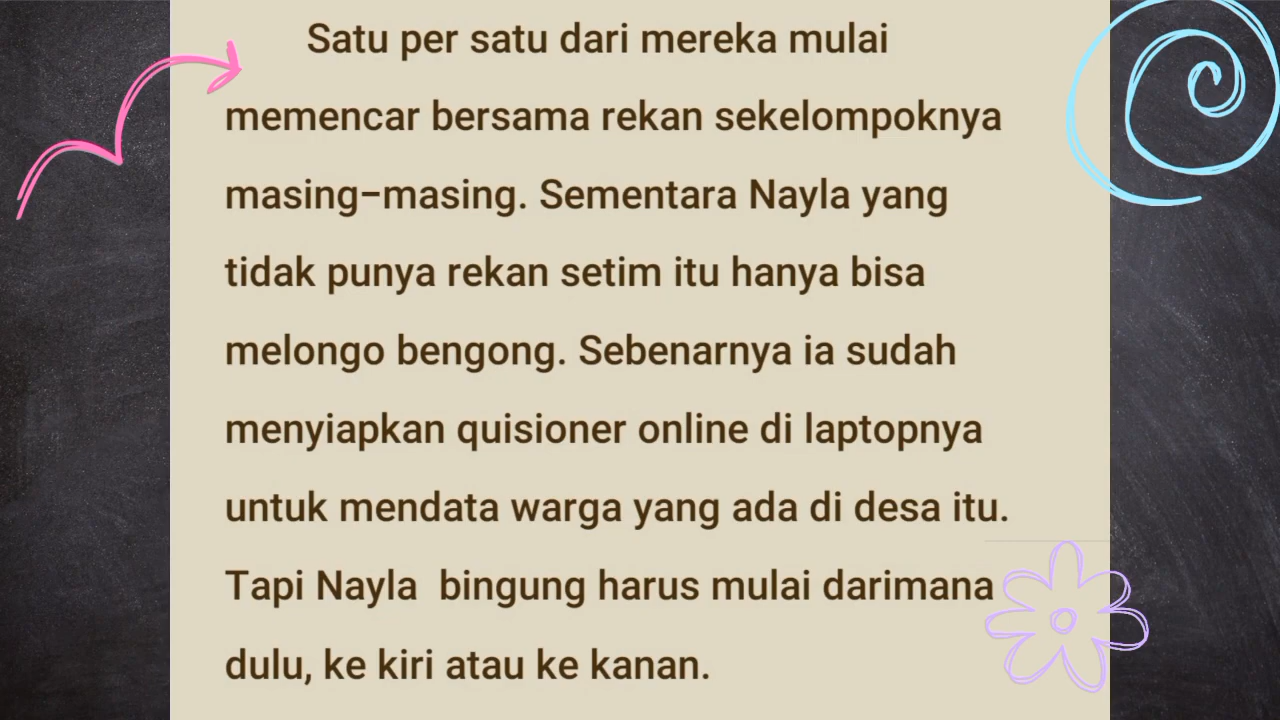 Satu per satu dari mereka mulai
memencar bersama rekan sekelompoknya
masing-masing. Sementara Nayla yang
tidak punya rekan setim itu hanya bisa
melongo bengong. Sebenarnya ia sudah
menyiapkan quisioner online di laptopnya
untuk mendata warga yang ada di desa itu.
Tapi Nayla  bingung harus mulai darimana
dulu, ke kiri atau ke kanan.